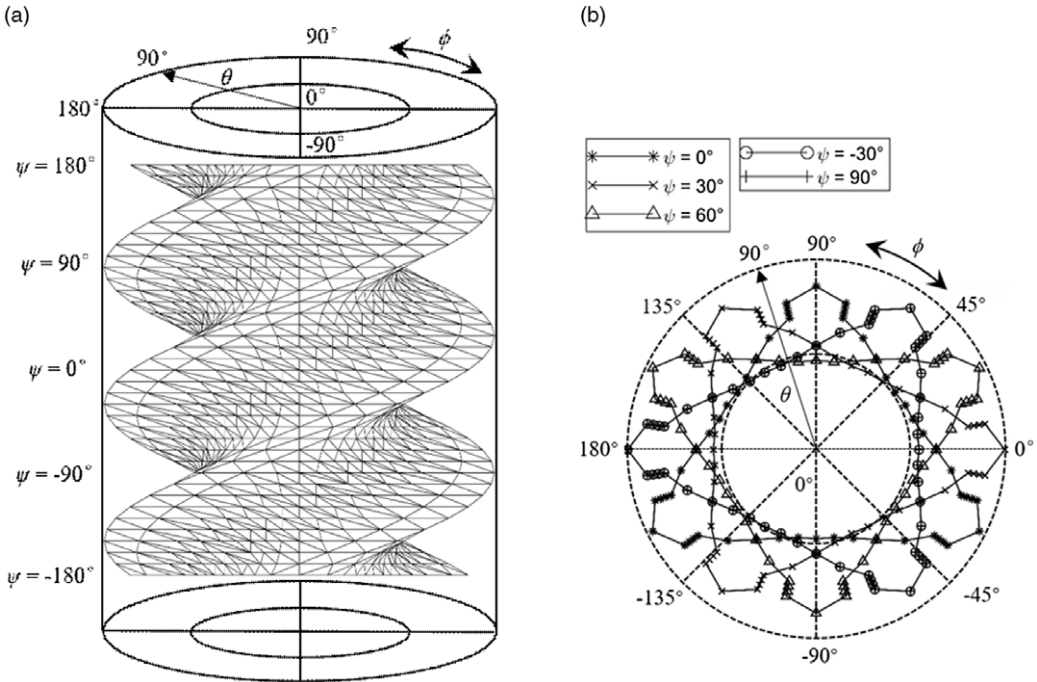 (a)
90°
ϕ
90°
θ
0°
180°
-90°
ψ = 180°
ψ = 90°
ψ = 0°
ψ = -90°
ψ = -180°
(b)
ψ = 0°
ψ = -30°
ψ = 30°
ψ = 90°
ψ = 60°
90°
90°
ϕ
135°
45°
θ
180°
0°
0°
-135°
-45°
-90°